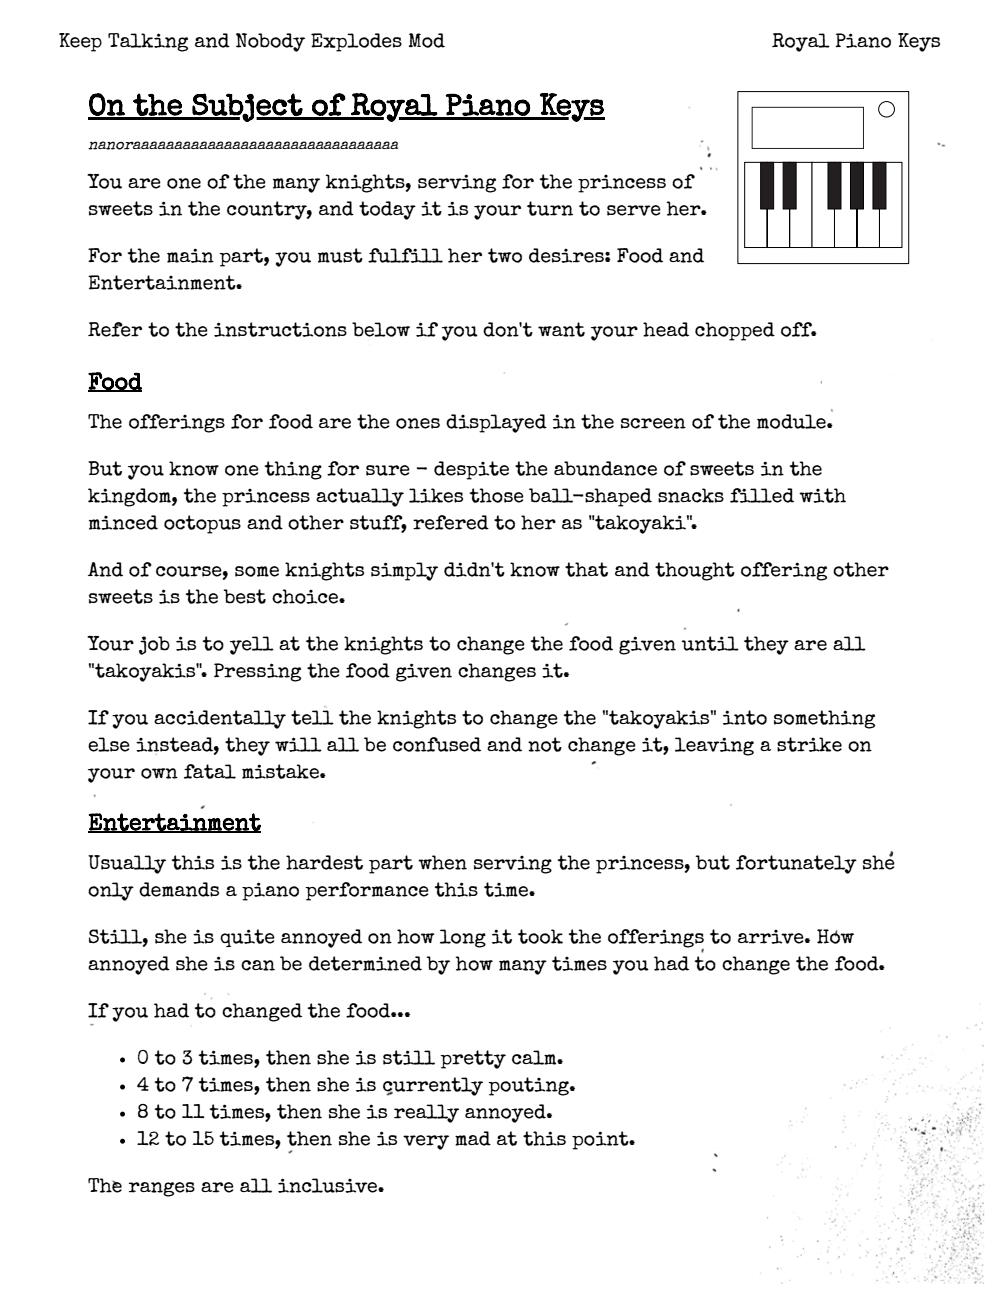 Keep Talking and Nobody Explodes Mod
Royal Piano Keys
On the Subject of Royal Piano Keys
nanoraaaaaaaaaaaaaaaaaaaaaaaaaaaaaaaa
You are one of the many knights, serving for the princess of
sweets in the country, and today it is your turn to serve her.
For the main part, you must fulfill her two desires: Food and
Entertainment.
Refer to the instructions below if you don't want your head chopped off.
Food
The offerings for food are the ones displayed in the screen of the module.
But you know one thing for sure - despite the abundance of sweets in the
kingdom, the princess actually likes those ball-shaped snacks filled with
minced octopus and other stuff, refered to her as "takoyaki".
And of course, some knights simply didn't know that and thought offering other
sweets is the best choice.
Your job is to yell at the knights to change the food given until they are all
"takoyakis". Pressing the food given changes it.
If you accidentally tell the knights to change the "takoyakis" into something
else instead, they will all be confused and not change it, leaving a strike on
your own fatal mistake.
Entertainment
Usually this is the hardest part when serving the princess, but fortunately she
only demands a piano performance this time.
Still, she is quite annoyed on how long it took the offerings to arrive. How
annoyed she is can be determined by how many times you had to change the food.
If you had to changed the food...
• 0 to 3 times, then she is still pretty calm.
• 4 to 7 times, then she is currently pouting.
• 8 to 11 times, then she is really annoyed.
• 12 to 15 times, then she is very mad at this point.
The ranges are all inclusive.